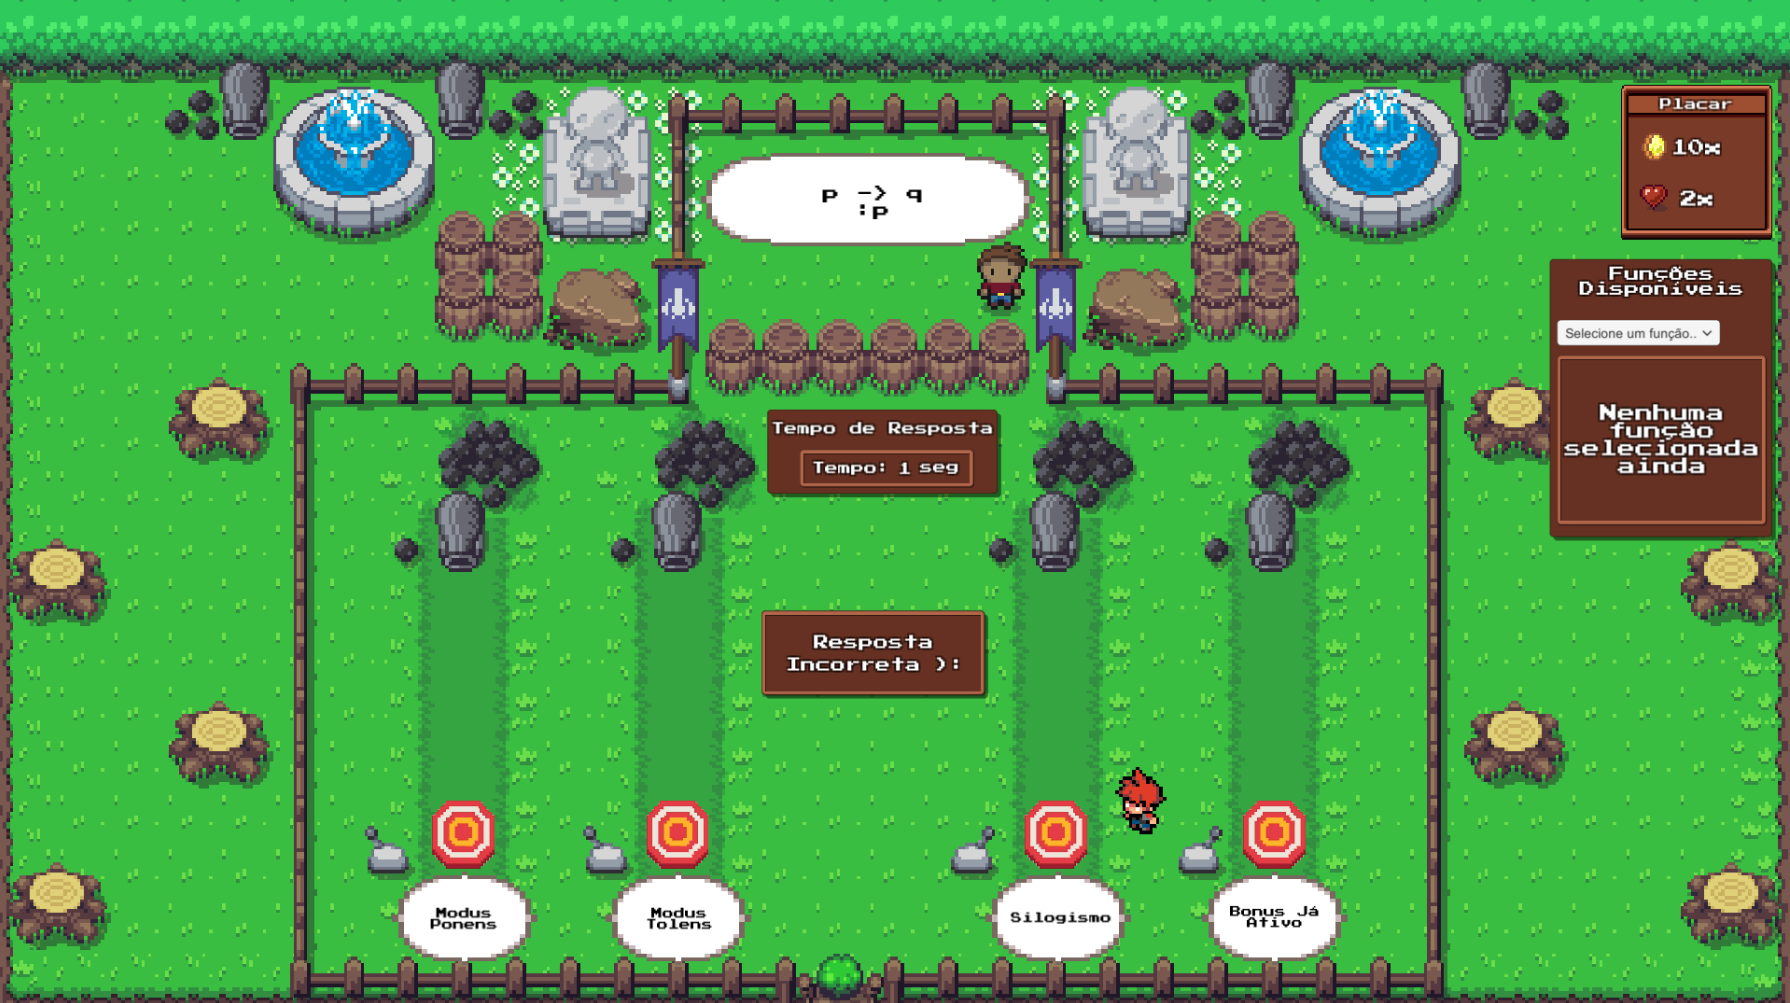 Placar
10x
2x
p -> q
:p
Funções
Disponíveis
Selecione um função..
Nenhuma
função
selecionada
ainda
Tempo de Resposta
Tempo: 1 seg
Resposta
Incorreta ):
Modus
Ponens
Modus
Tolens
Silogismo
Bonus Já
Ativo